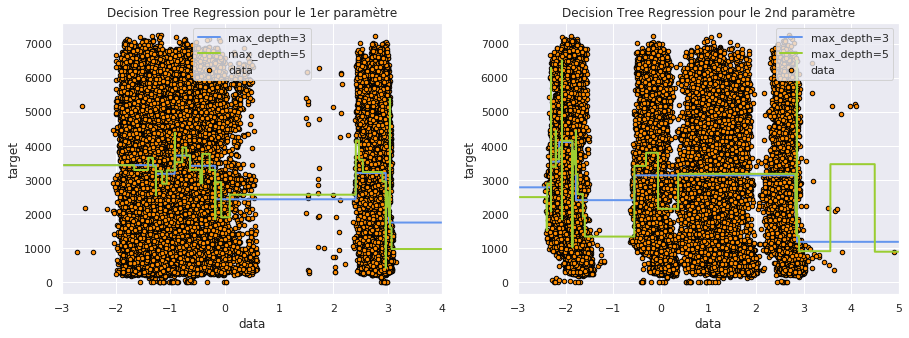 Decision Tree Regression pour le 1er paramètre
7000
6000
5000
4000
3000
2000
1000
0
target
−3
−2
−1
0
1
2
3
4
data
max_depth=3
max_depth=5
data
Decision Tree Regression pour le 2nd paramètre
7000
6000
5000
4000
3000
2000
1000
0
target
−3
−2
−1
0
1
2
3
4
5
data
max_depth=3
max_depth=5
data